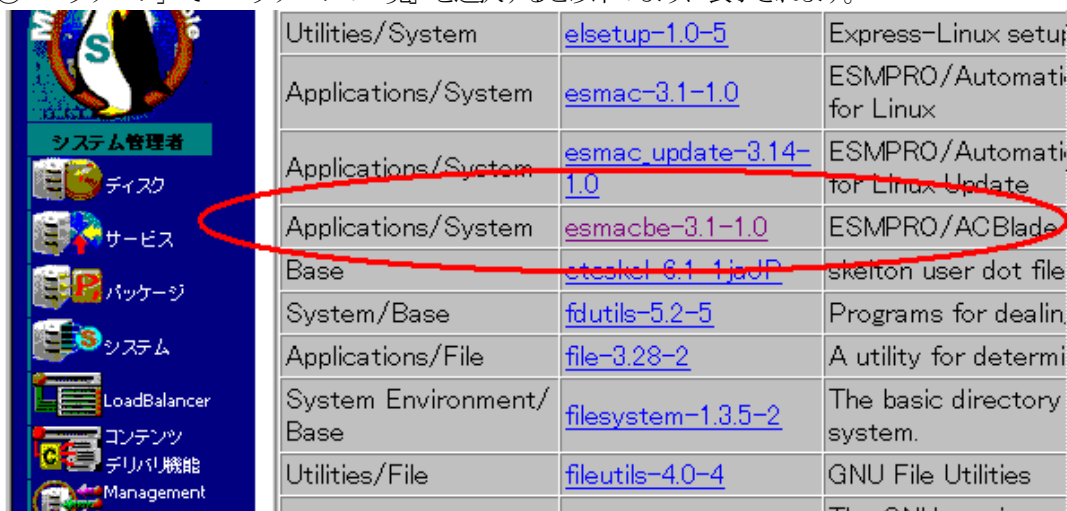 システム管理者
ディスク
サービス
パッケージ
システム
LoadBalancer
コンテンツ
デリバリ機能
Management
Utilities/System elsetup-1.0-5 Express-Linux setup
Applications/System esmac-3.1-1.0 ESMPRO/Automati
for Linux
Applications/System esmac_update-3.14-
1.0 ESMPRO/Automati
for Linux Update
Applications/System esmacbe-3.1-1.0 ESMPRO/ACBlade
Base etcskel-6.1-1jaJP skelton user dot file
System/Base fdutils-5.2-5 Programs for dealin
Applications/File file-3.28-2 A utility for determi
System Environment/
Base filesystem-1.3.5-2 The basic directory
system.
Utilities/File fileutils-4.0-4 GNU File Utilities